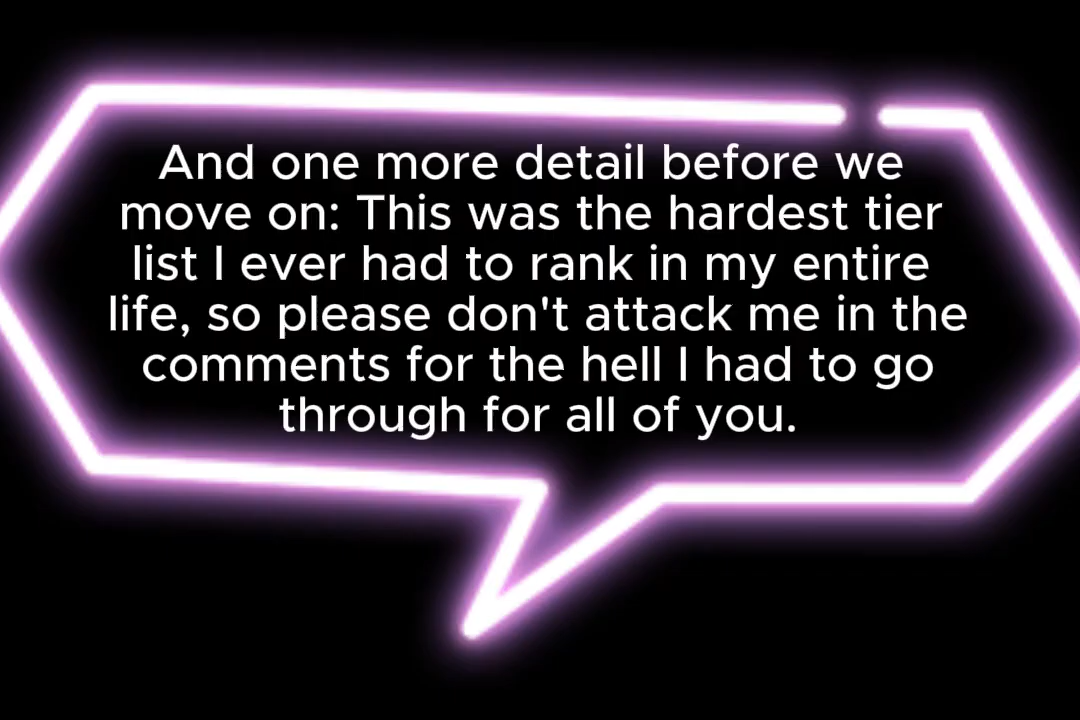 And one more detail before we
move on: This was the hardest tier
list I ever had to rank in my entire
life, so please don't attack me in the
comments for the hell I had to go
through for all of you.